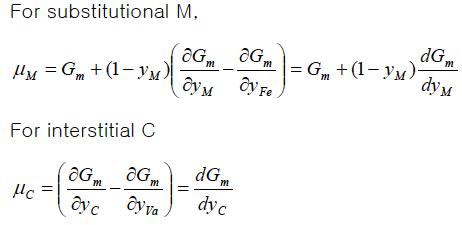 For substitutional M,
μ_M = G_m + (1 − y_M) ( ∂G_m/∂y_M − ∂G_m/∂y_Fe ) = G_m + (1 − y_M) dG_m/dy_M
For interstitial C
μ_C = ( ∂G_m/∂y_C − ∂G_m/∂y_Va ) = dG_m/dy_C